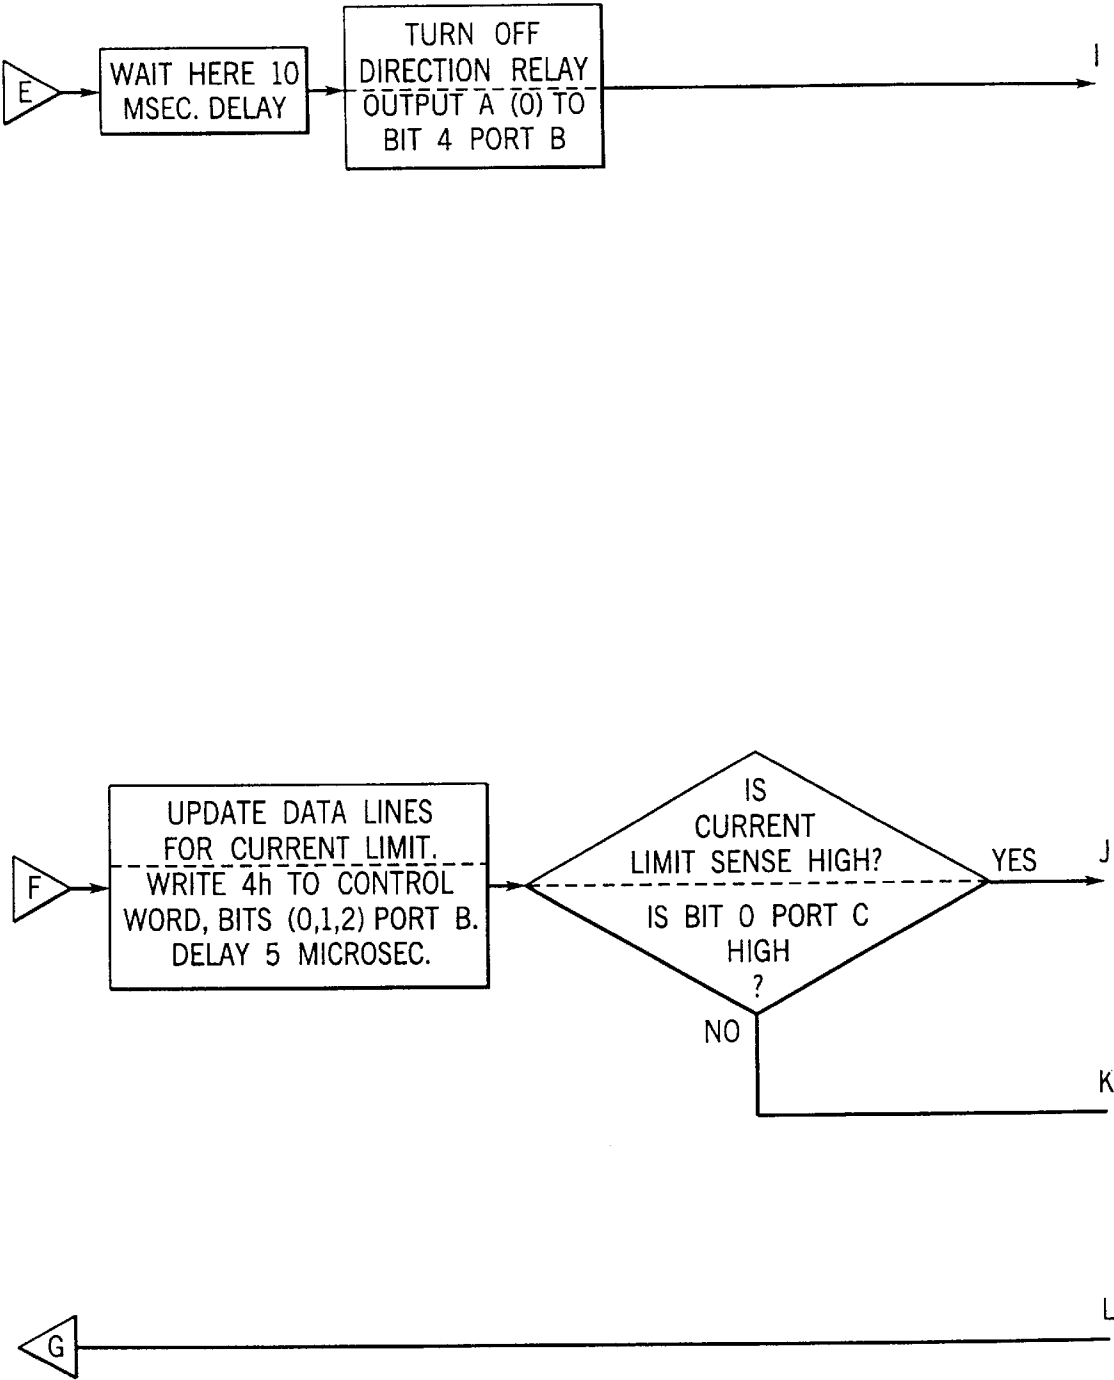 E
WAIT HERE 10
MSEC. DELAY
TURN OFF
DIRECTION RELAY
OUTPUT A (0) TO
BIT 4 PORT B
I
F
UPDATE DATA LINES
FOR CURRENT LIMIT.
WRITE 4h TO CONTROL
WORD, BITS (0,1,2) PORT B.
DELAY 5 MICROSEC.
IS
CURRENT
LIMIT SENSE HIGH?
IS BIT 0 PORT C
HIGH
?
YES
J
NO
K
G
L